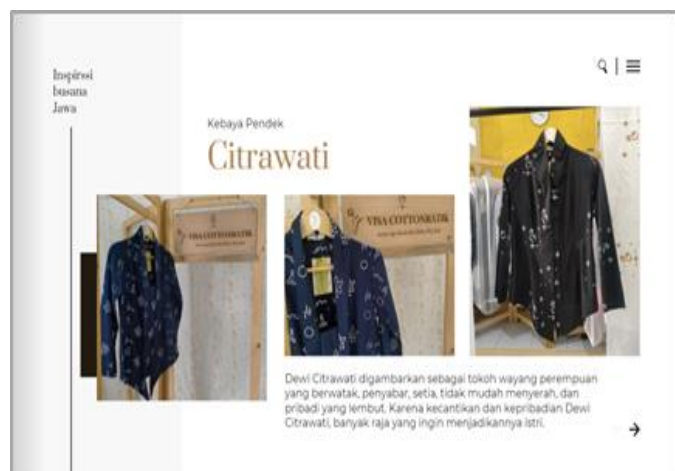 Inspirasi
busana
Jawa
Kebaya Pendek
Citrawati
VISA COTTONBATIK
VISA COTTONBATIK
Dewi Citrawati digambarkan sebagai tokoh wayang perempuan
yang berwatak, penyabar, setia, tidak mudah menyerah, dan
pribadi yang lembut. Karena kecantikan dan kepribadian Dewi
Citrawati, banyak raja yang ingin menjadikannya istri.